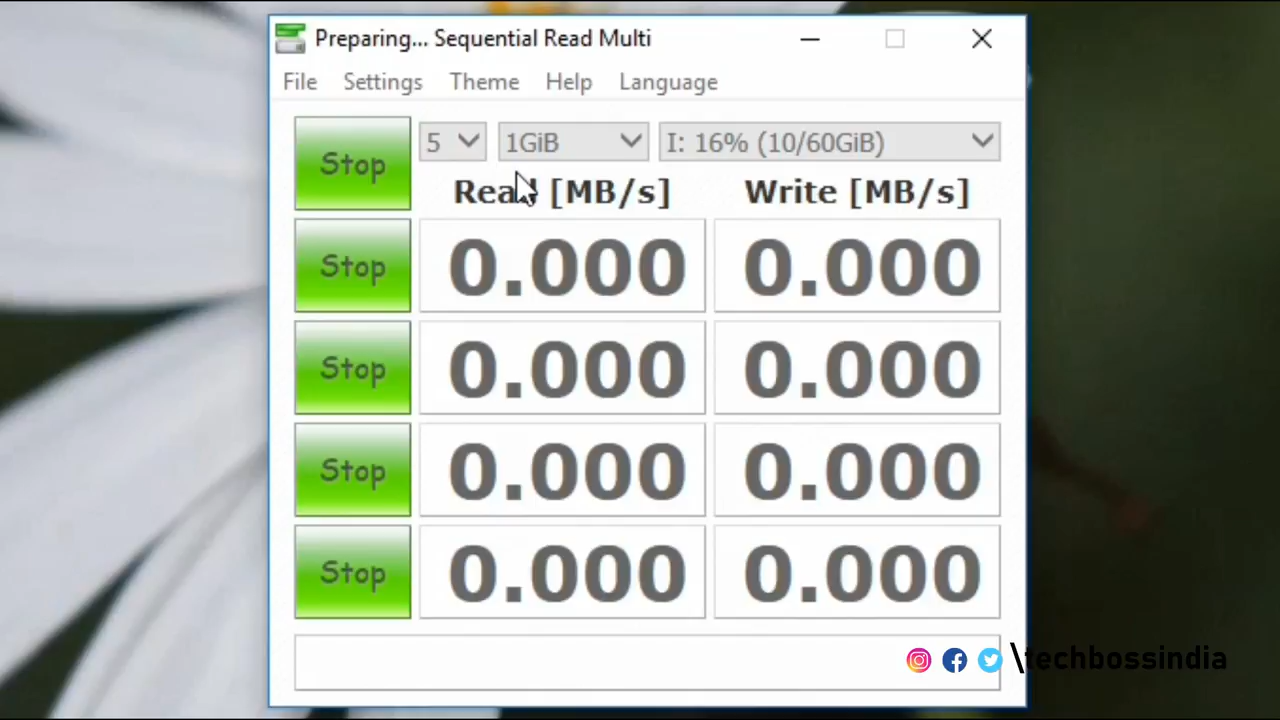 Preparing... Sequential Read Multi
File Settings Theme Help Language
Stop 5 1GiB I: 16% (10/60GiB)
Read [MB/s] Write [MB/s]
Stop 0.000 0.000
Stop 0.000 0.000
Stop 0.000 0.000
Stop 0.000 0.000
\techbossindia